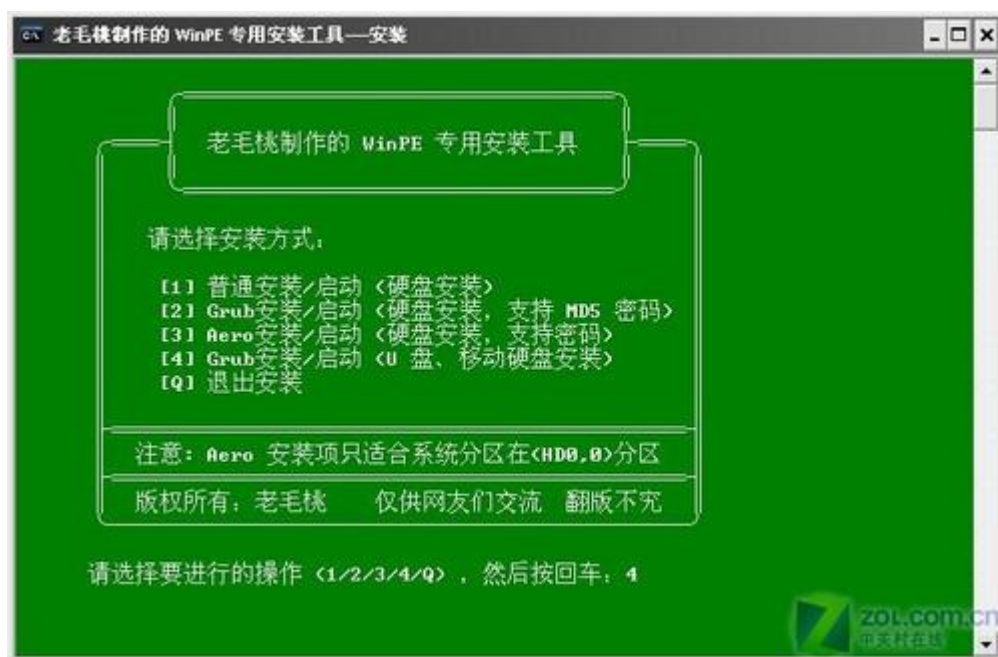 老毛桃制作的 WinPE 专用安装工具——安装
老毛桃制作的 WinPE 专用安装工具
请选择安装方式：
[1] 普通安装/启动 (硬盘安装)
[2] Grub安装/启动 (硬盘安装，支持 MD5 密码)
[3] Aero安装/启动 (硬盘安装，支持密码)
[4] Grub安装/启动 (U 盘、移动硬盘安装)
[Q] 退出安装
注意：Aero 安装项只适合系统分区在(HD0,0)分区
版权所有：老毛桃 仅供网友们交流 翻版不究
请选择要进行的操作 (1/2/3/4/Q) ，然后按回车：4
ZOL.COM.CN
中关村在线